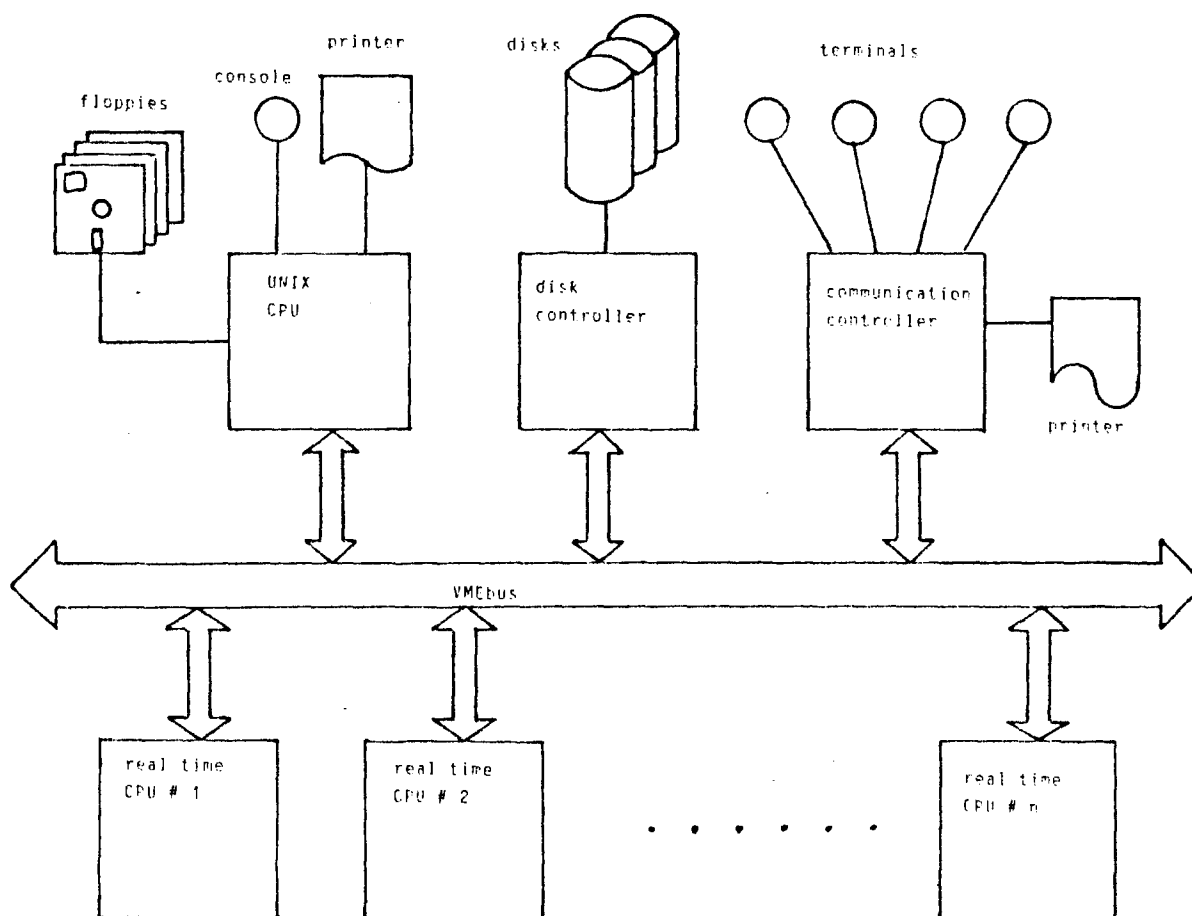 printer
disks
terminals
console
floppies
UNIX
CPU
disk
controller
communication
controller
printer
VMEbus
real time
CPU # 1
real time
CPU # 2
real time
CPU # n